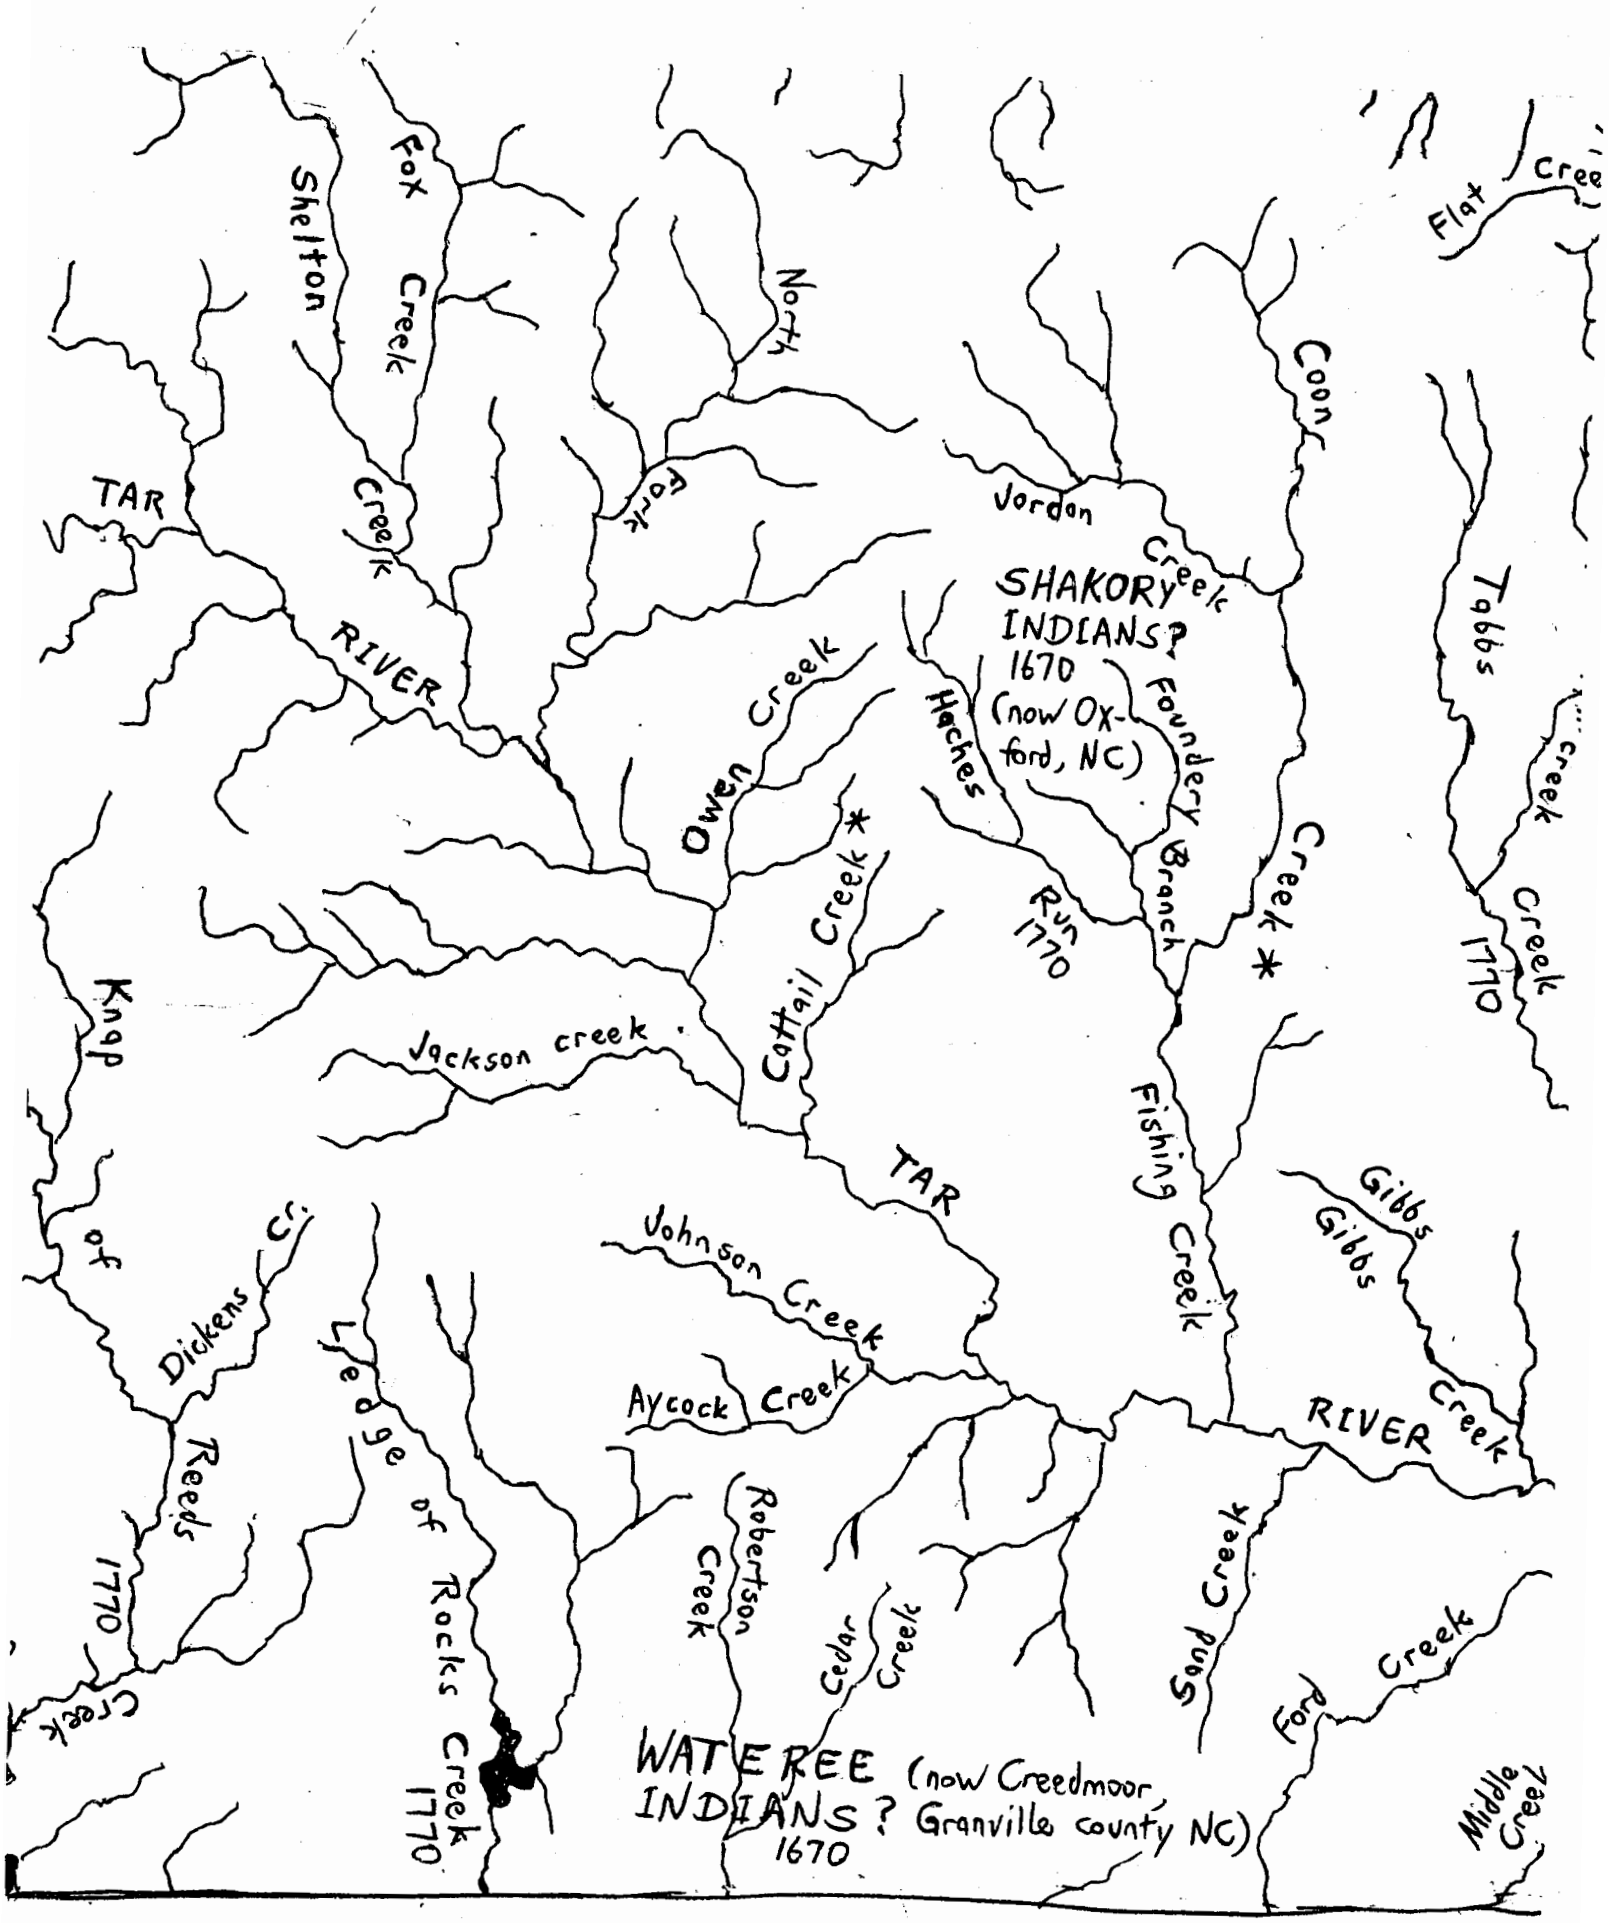 Flat Cree
Shelton
Creek
Fox
Creek
North
Fork
Coon
Creek *
TAR
RIVER
Jordon
Creek
SHAKORY
INDIANS?
1670
(now Ox-
ford, NC)
Tabbs
Creek
1770
creek
Haches
Run
1770
Foundery
Branch
Owen
Creek
Cattail Creek *
Knap
of
Reeds
1770
Creek
Jackson creek
Fishing
Creek
TAR
Gibbs
Gibbs
Creek
Dickens Cr.
Johnson
Creek
Aycock Creek
RIVER
Ledge
of
Rocks
Creek
1770
Robertson
Creek
Cedar
Creek
Sand Creek
Ford Creek
Middle
Creek
WATEREE (now Creedmoor,
INDIANS? Granville county NC)
1670